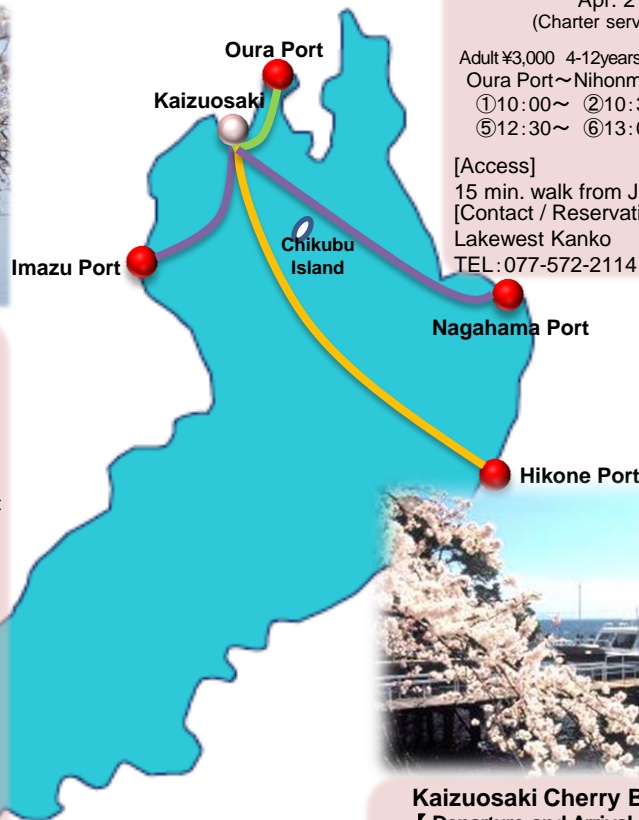 Apr. 2
(Charter serv
Adult ¥3,000 4-12years
Oura Port～Nihonm
①10:00～ ②10:3
⑤12:30～ ⑥13:0
[Access]
15 min. walk from J
[Contact / Reservati
Lakewest Kanko
TEL:077-572-2114
Oura Port
Kaizuosaki
Chikubu
Island
Imazu Port
Nagahama Port
Hikone Port
Kaizuosaki Cherry B